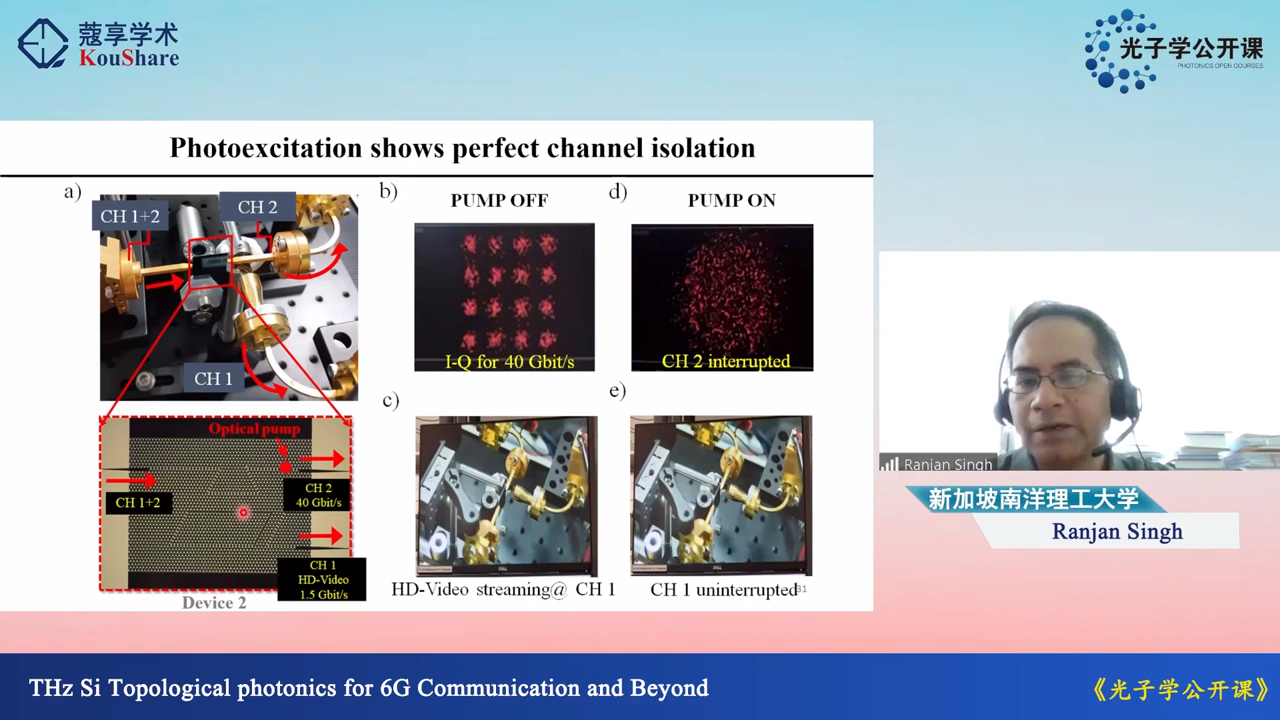 蔻享学术
KouShare
光子学公开课
PHOTONICS OPEN COURSES
Photoexcitation shows perfect channel isolation
a)
CH 1+2
CH 2
CH 1
b)
PUMP OFF
I-Q for 40 Gbit/s
d)
PUMP ON
CH 2 interrupted
Optical pump
CH 1+2
CH 2
40 Gbit/s
CH 1
HD-Video
1.5 Gbit/s
Device 2
c)
HD-Video streaming@ CH 1
e)
CH 1 uninterrupted
31
Ranjan Singh
新加坡南洋理工大学
Ranjan Singh
THz Si Topological photonics for 6G Communication and Beyond
《光子学公开课》